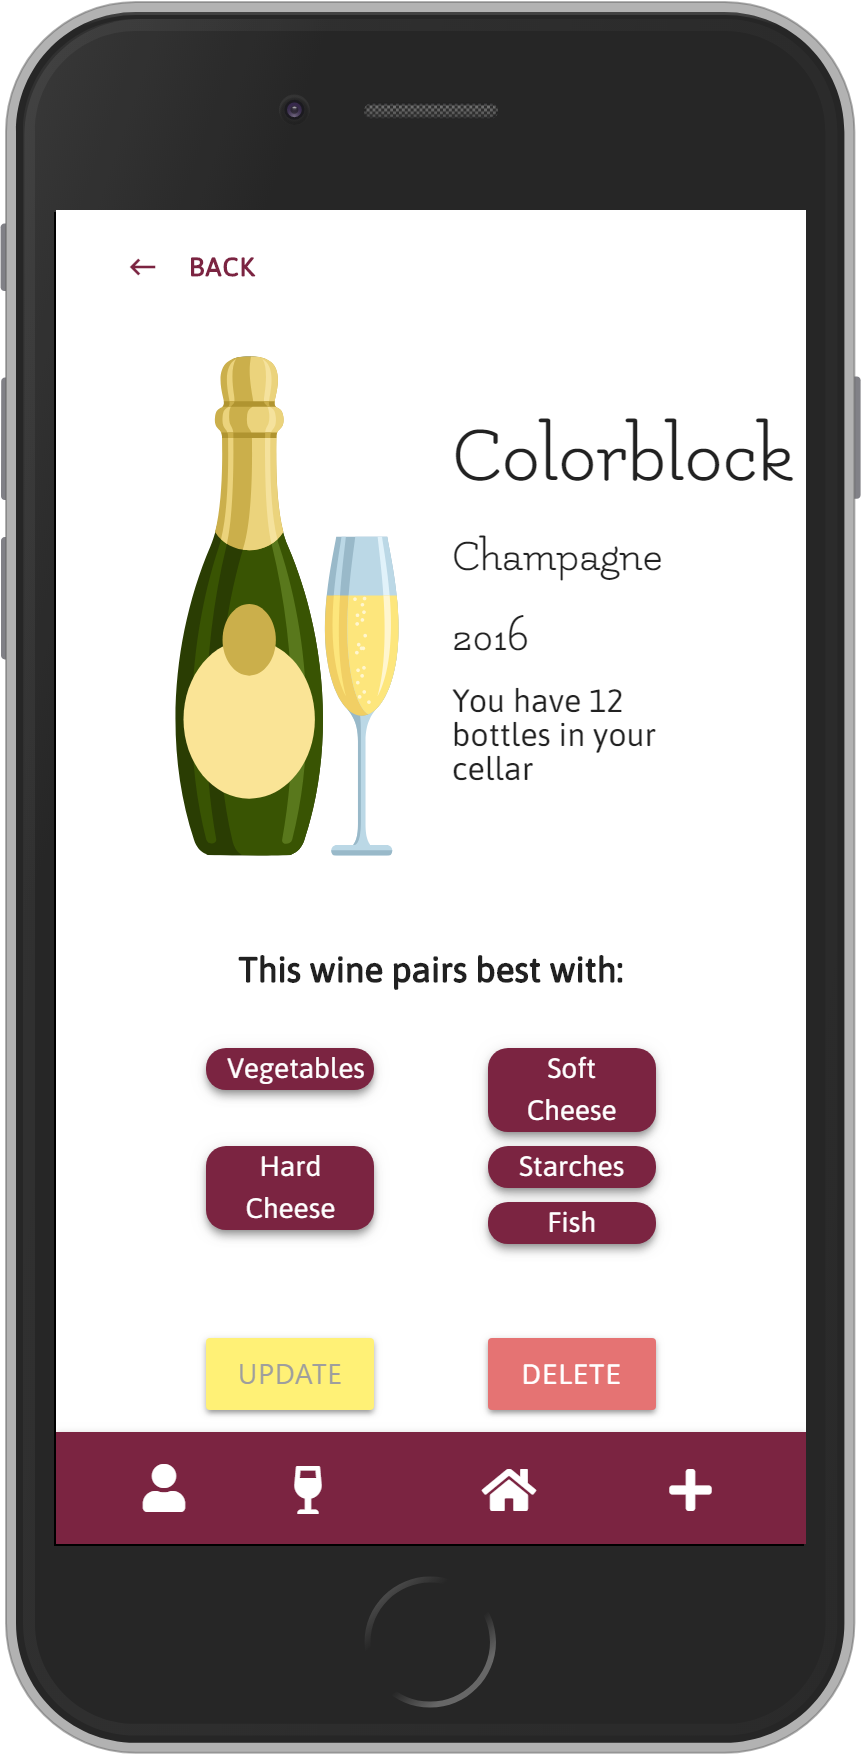 BACK
Colorblock
Champagne
2016
You have 12
bottles in your
cellar
This wine pairs best with:
Vegetables
Soft
Cheese
Hard
Cheese
Starches
Fish
UPDATE
DELETE